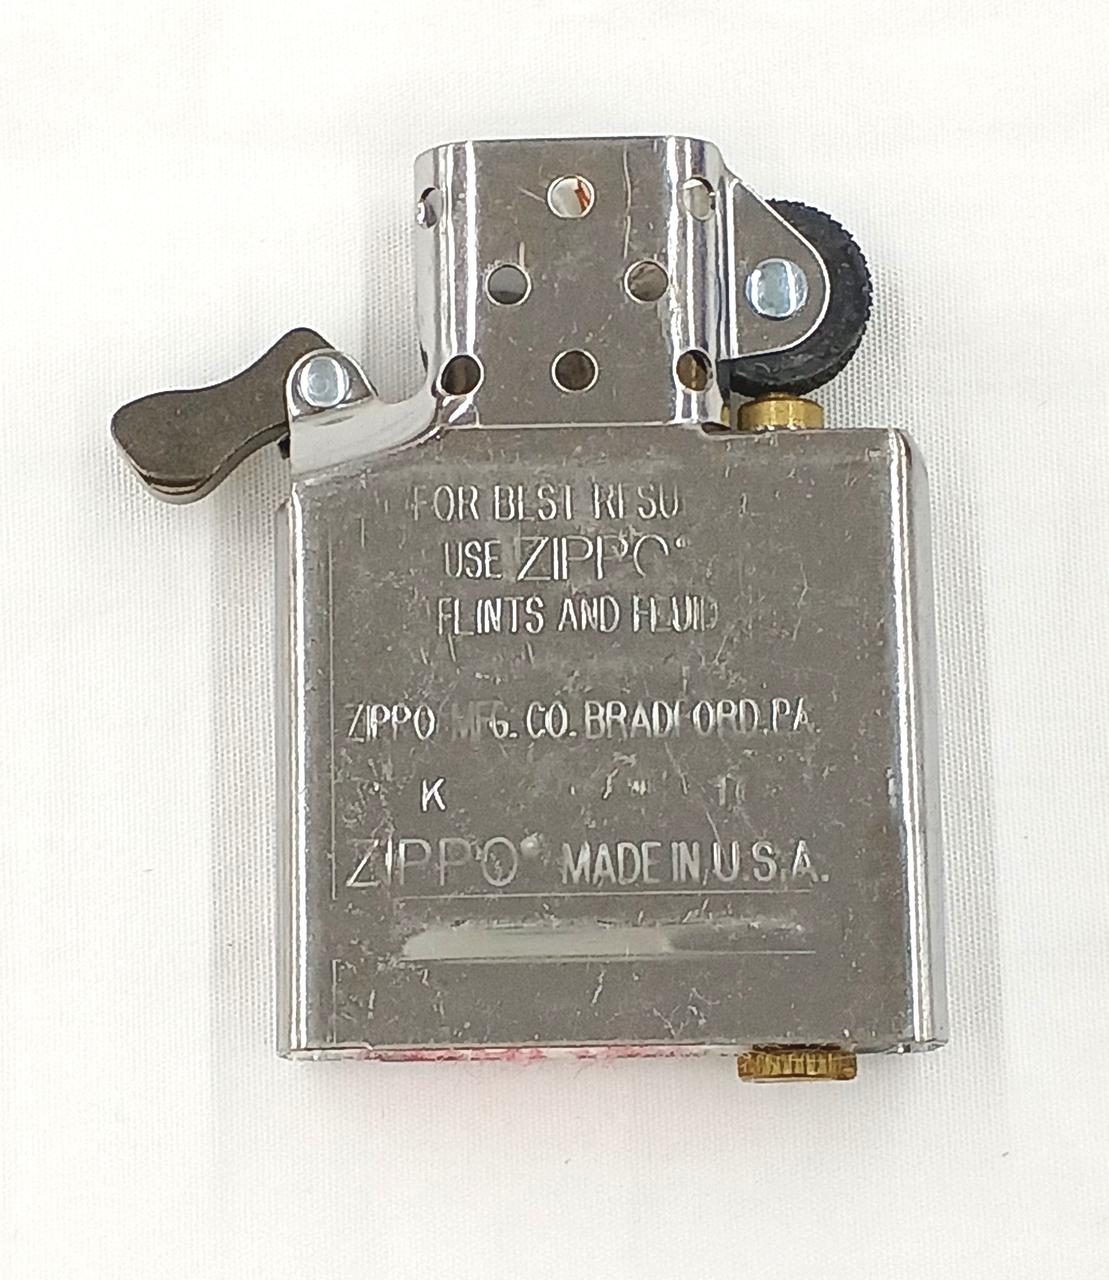 FOR BEST RESU
USE ZIPPO®
FLINTS AND FLUID
ZIPPO MFG. CO. BRADFORD, PA.
K
ZIPPO® MADE IN U.S.A.